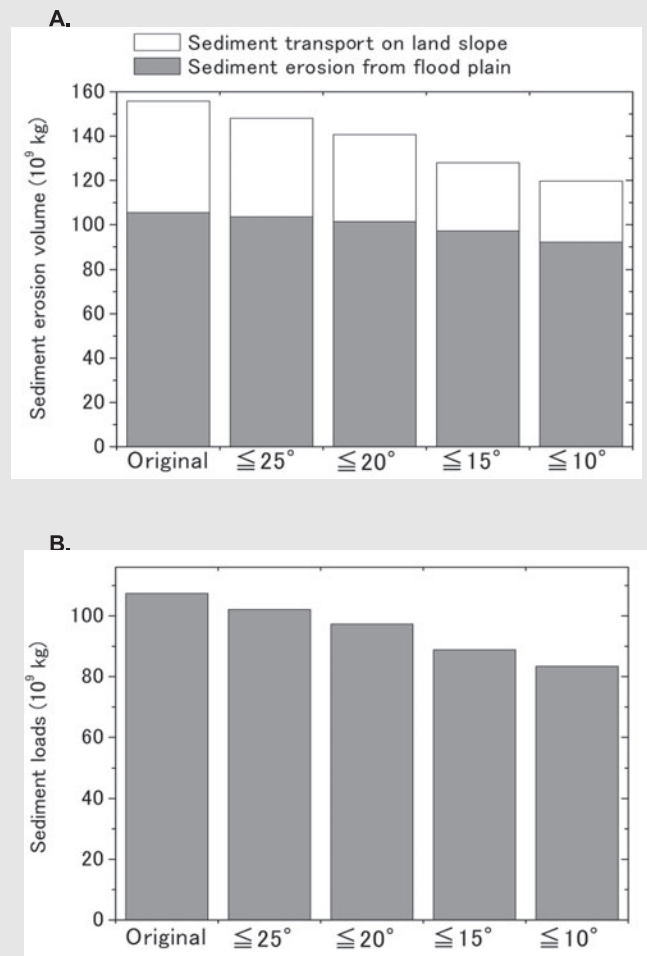 A.
Sediment transport on land slope
Sediment erosion from flood plain
Sediment erosion volume (10⁹ kg)
160
140
120
100
80
60
40
20
0
Original ≦25° ≦20° ≦15° ≦10°
B.
Sediment loads (10⁹ kg)
100
80
60
40
20
0
Original ≦25° ≦20° ≦15° ≦10°